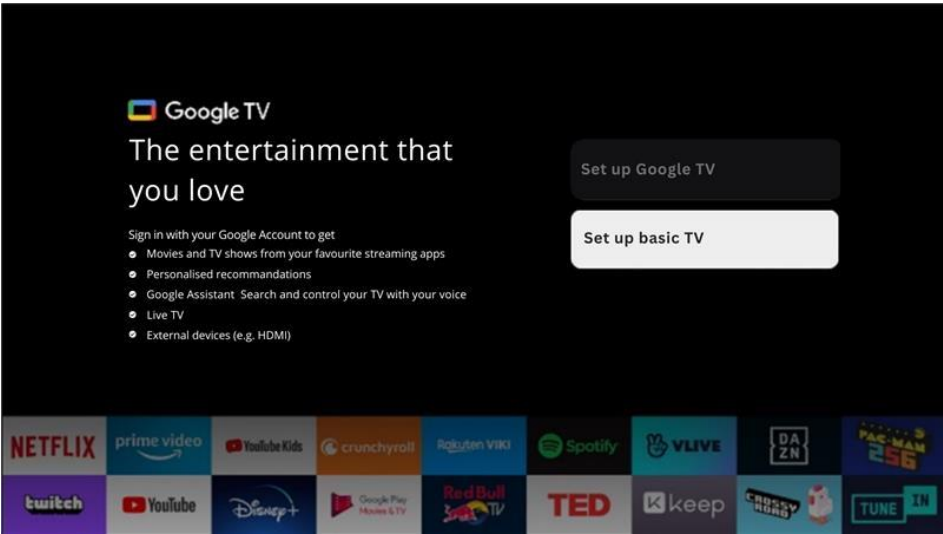 Google TV
The entertainment that
you love
Sign in with your Google Account to get
Movies and TV shows from your favourite streaming apps
Personalised recommandations
Google Assistant Search and control your TV with your voice
Live TV
External devices (e.g. HDMI)
Set up Google TV
Set up basic TV
NETFLIX
prime video
YouTube Kids
crunchyroll
Rakuten VIKI
Spotify
VLIVE
DA
ZN
PAC-MAN
256
twitch
YouTube
Disney+
Google Play
Movies & TV
Red Bull
TV
TED
keep
CROSSY
ROAD
TUNE IN